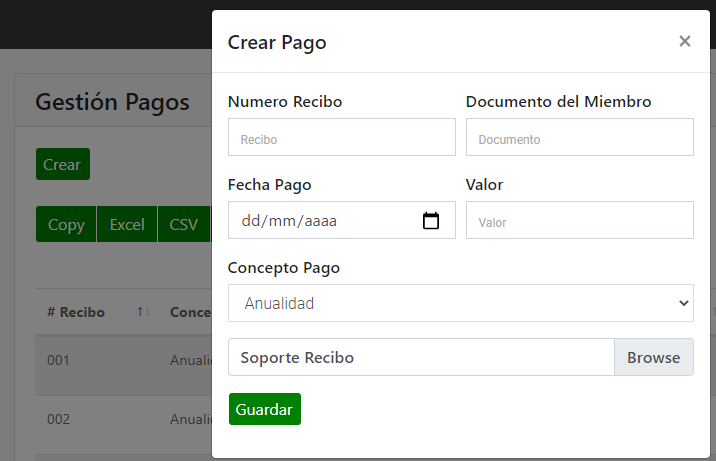 Crear Pago ×
Gestión Pagos
Numero Recibo Documento del Miembro
Recibo Documento
Crear
Fecha Pago Valor
dd/mm/aaaa Valor
Copy Excel CSV
Concepto Pago
Anualidad
# Recibo ↑↓ Conce
Soporte Recibo Browse
001 Anuali
Guardar
002 Anuali